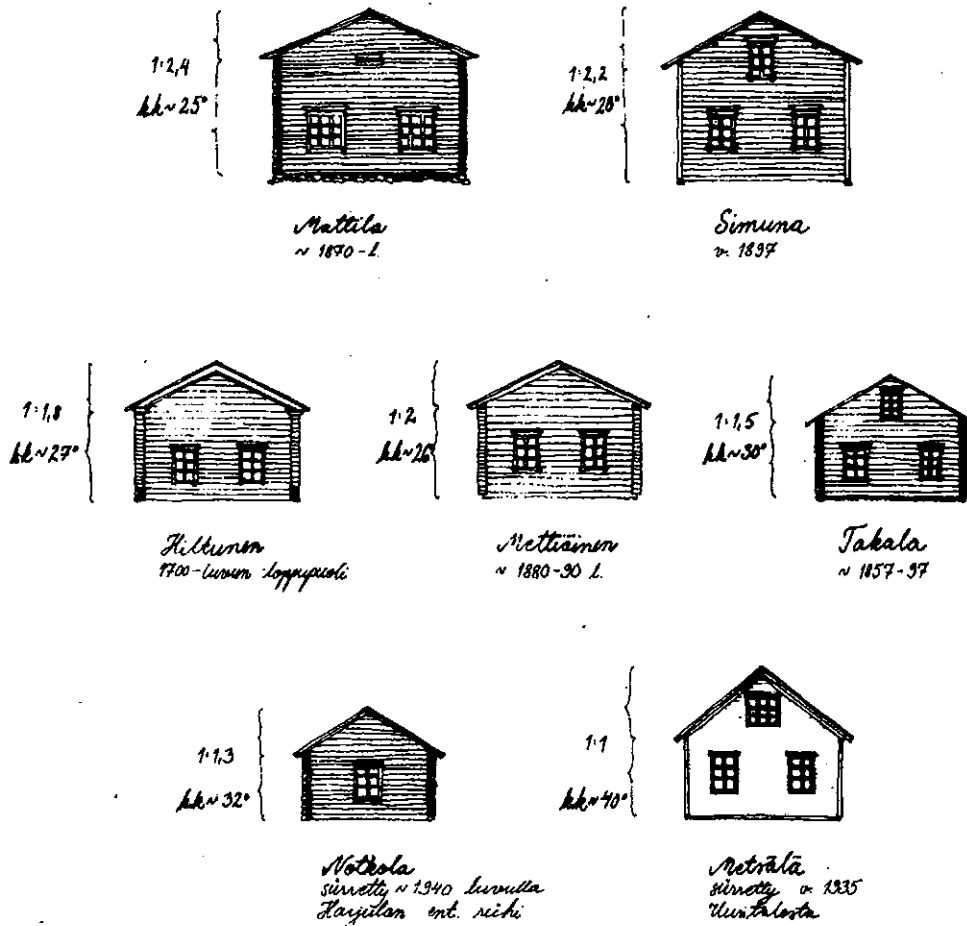 1:2,4
kk~25°
Mattila
~ 1870-l.
1:2,2
kk~28°
Simuna
v. 1897
1:1,8
kk~27°
Hiltunen
1700-luvun loppupuoli
1:2
kk~26°
Mettiäinen
~ 1880-90 l.
1:1,5
kk~30°
Takala
~ 1857-97
1:1,3
kk~32°
Notkola
siirretty ~ 1940 luvulla
Harjulan ent. riihi
1:1
kk~40°
Metsälä
siirretty v. 1935
Uusitalosta